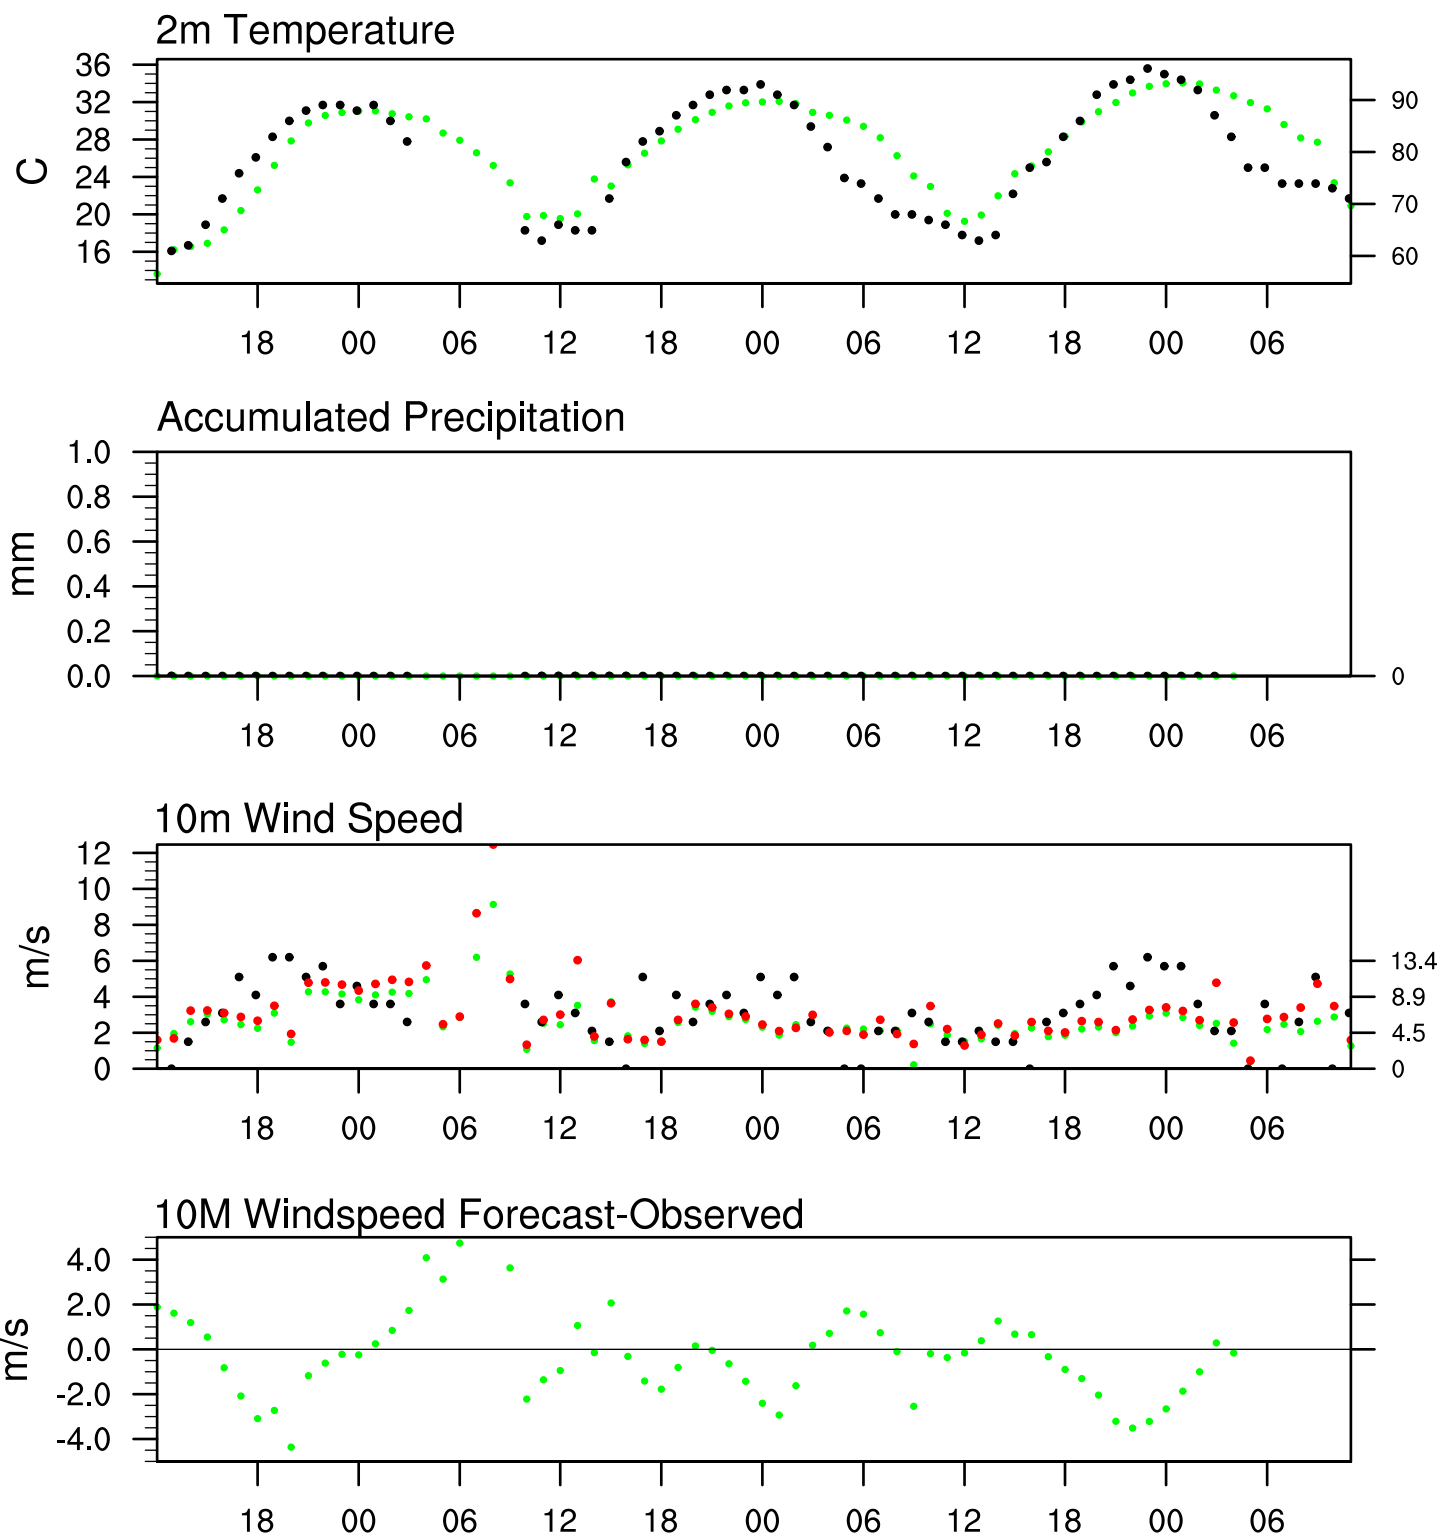 2m Temperature
36
32
28
24
20
16
C
90
80
70
60
18 00 06 12 18 00 06 12 18 00 06
Accumulated Precipitation
1.0
0.8
0.6
0.4
0.2
0.0
mm
0
18 00 06 12 18 00 06 12 18 00 06
10m Wind Speed
12
10
8
6
4
2
0
m/s
13.4
8.9
4.5
0
18 00 06 12 18 00 06 12 18 00 06
10M Windspeed Forecast-Observed
4.0
2.0
0.0
-2.0
-4.0
m/s
18 00 06 12 18 00 06 12 18 00 06